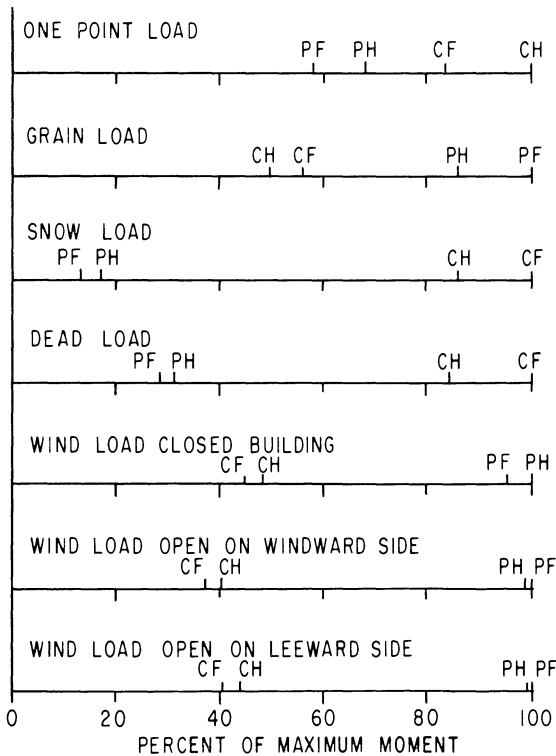 ONE POINT LOAD
PF PH CF CH
GRAIN LOAD
CH CF PH PF
SNOW LOAD
PF PH CH CF
DEAD LOAD
PF PH CH CF
WIND LOAD CLOSED BUILDING
CF CH PF PH
WIND LOAD OPEN ON WINDWARD SIDE
CF CH PH PF
WIND LOAD OPEN ON LEEWARD SIDE
CF CH PH PF
0 20 40 60 80 100
PERCENT OF MAXIMUM MOMENT